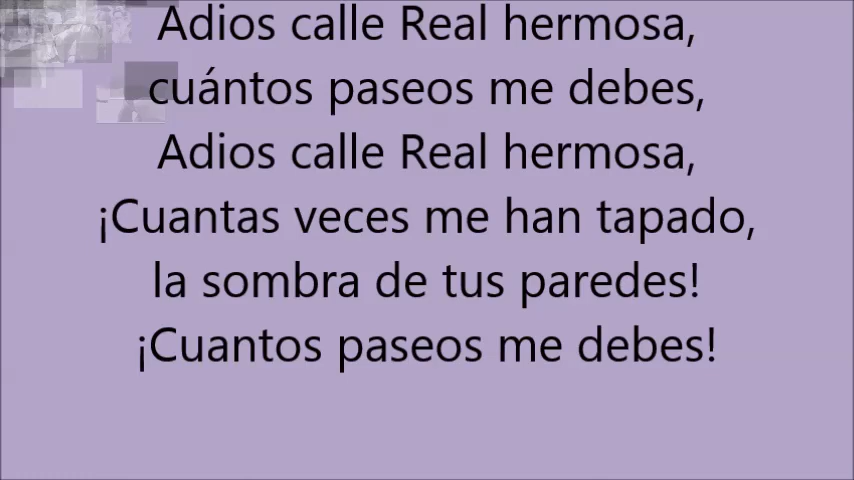 Adios calle Real hermosa,
cuántos paseos me debes,
Adios calle Real hermosa,
¡Cuantas veces me han tapado,
la sombra de tus paredes!
¡Cuantos paseos me debes!